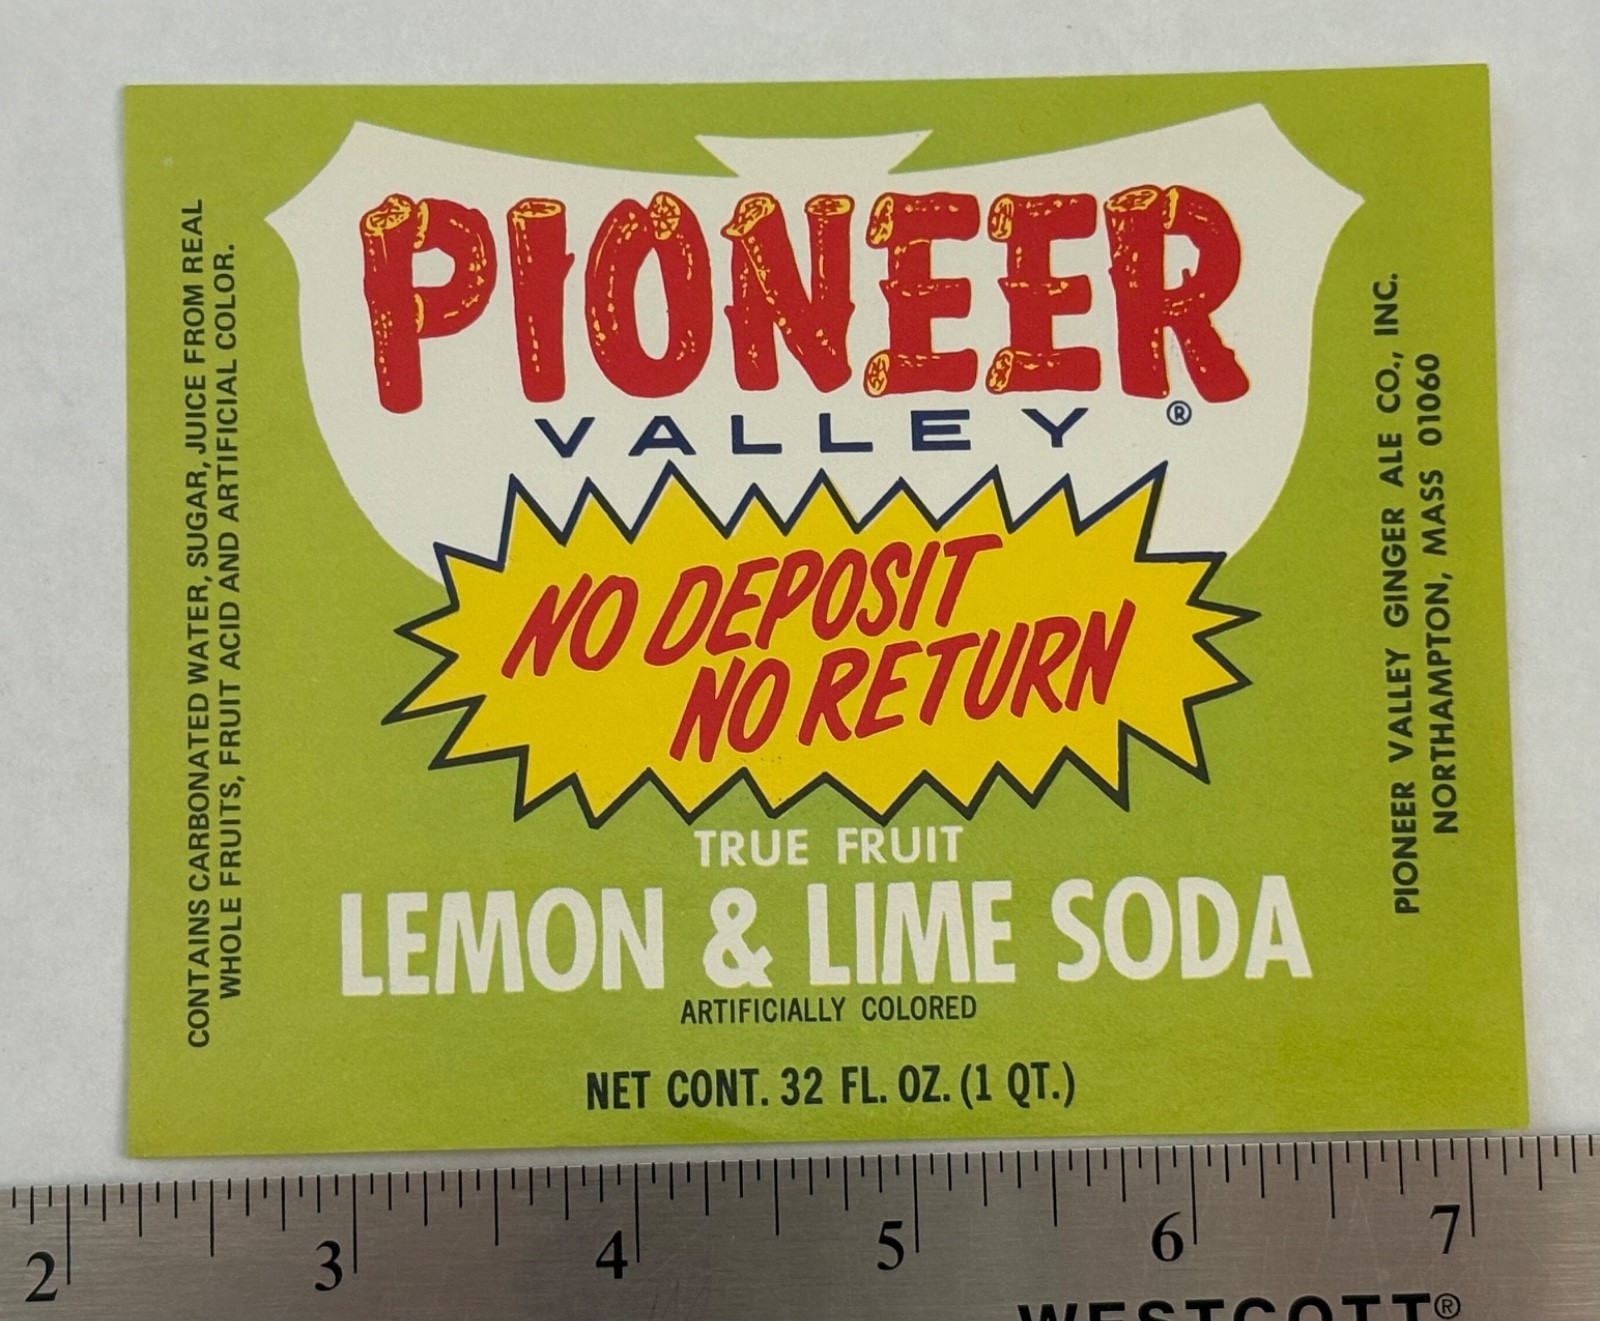 PIONEER
VALLEY ®
NO DEPOSIT
NO RETURN
TRUE FRUIT
LEMON & LIME SODA
ARTIFICIALLY COLORED
NET CONT. 32 FL. OZ. (1 QT.)
CONTAINS CARBONATED WATER, SUGAR, JUICE FROM REAL
WHOLE FRUITS, FRUIT ACID AND ARTIFICIAL COLOR.
PIONEER VALLEY GINGER ALE CO., INC.
NORTHAMPTON, MASS 01060
2 3 4 5 6 7
WESTCOTT®